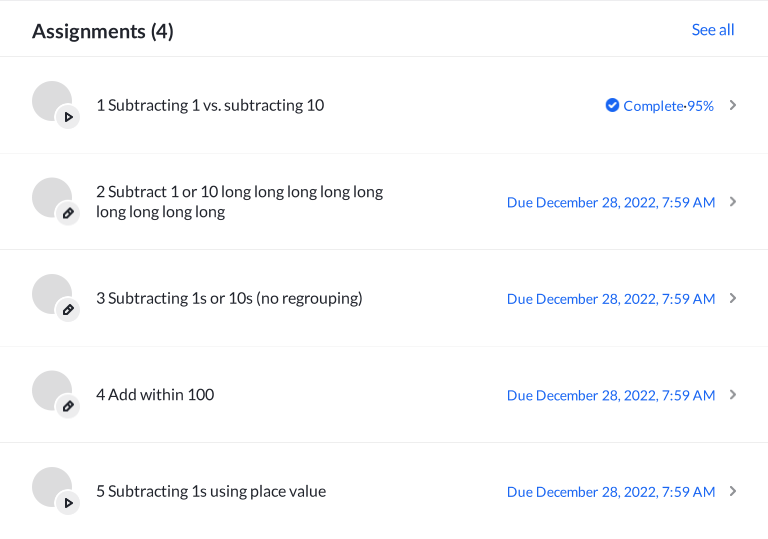 Assignments (4)
See all
1 Subtracting 1 vs. subtracting 10
Complete·95%
2 Subtract 1 or 10 long long long long long
long long long long
Due December 28, 2022, 7:59 AM
3 Subtracting 1s or 10s (no regrouping)
Due December 28, 2022, 7:59 AM
4 Add within 100
Due December 28, 2022, 7:59 AM
5 Subtracting 1s using place value
Due December 28, 2022, 7:59 AM